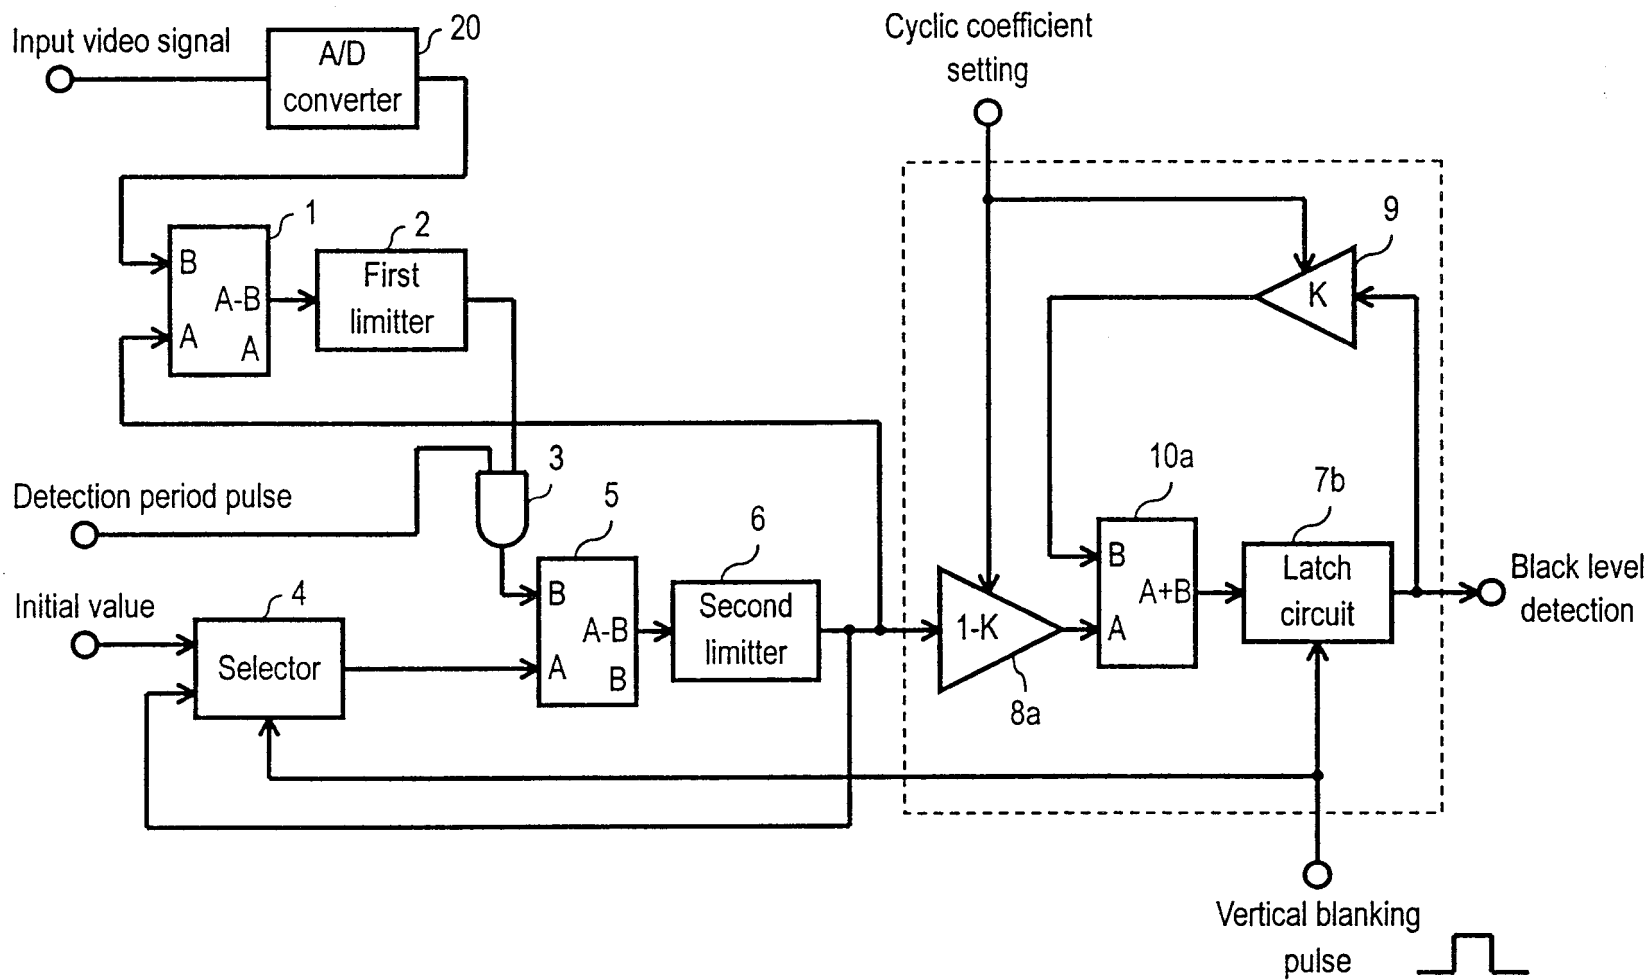 Input video signal
A/D
converter
20
Cyclic coefficient
setting
1
B
A-B
A
A
2
First
limitter
9
K
Detection period pulse
3
Initial value
4
Selector
5
B
A-B
A
B
6
Second
limitter
1-K
8a
10a
B
A+B
A
7b
Latch
circuit
Black level
detection
Vertical blanking
pulse